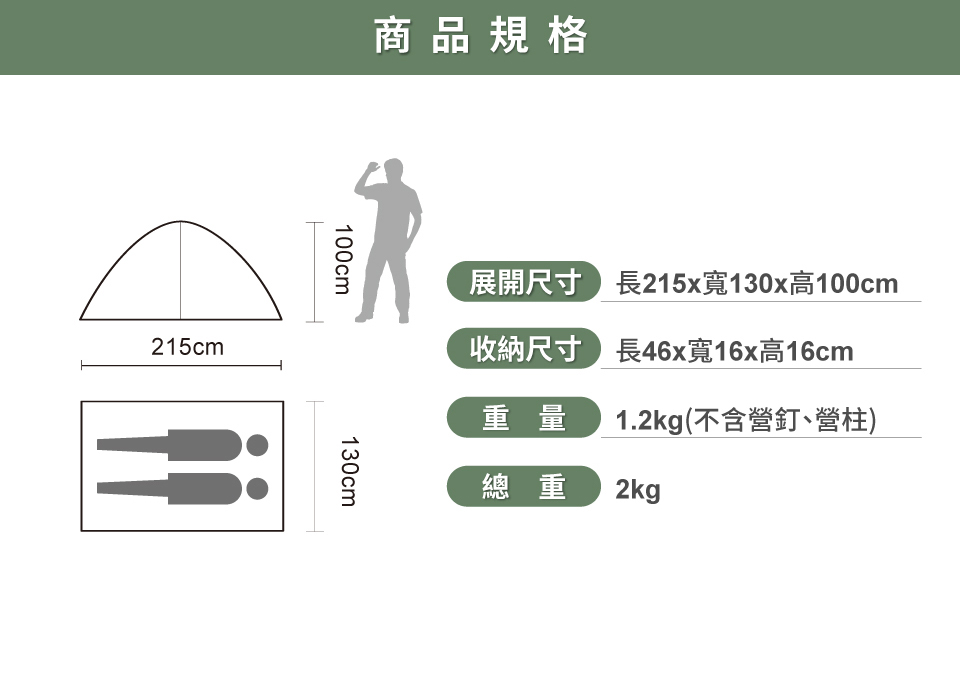 商品規格
100cm
215cm
130cm
展開尺寸 長215x寬130x高100cm
收納尺寸 長46x寬16x高16cm
重量 1.2kg(不含營釘、營柱)
總重 2kg